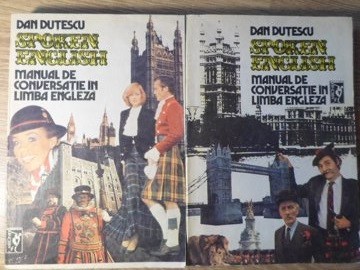 DAN DUTESCU
SPOKEN
ENGLISH
MANUAL DE
CONVERSATIE IN
LIMBA ENGLEZA
DAN DUTESCU
SPOKEN
ENGLISH
MANUAL DE
CONVERSATIE IN
LIMBA ENGLEZA